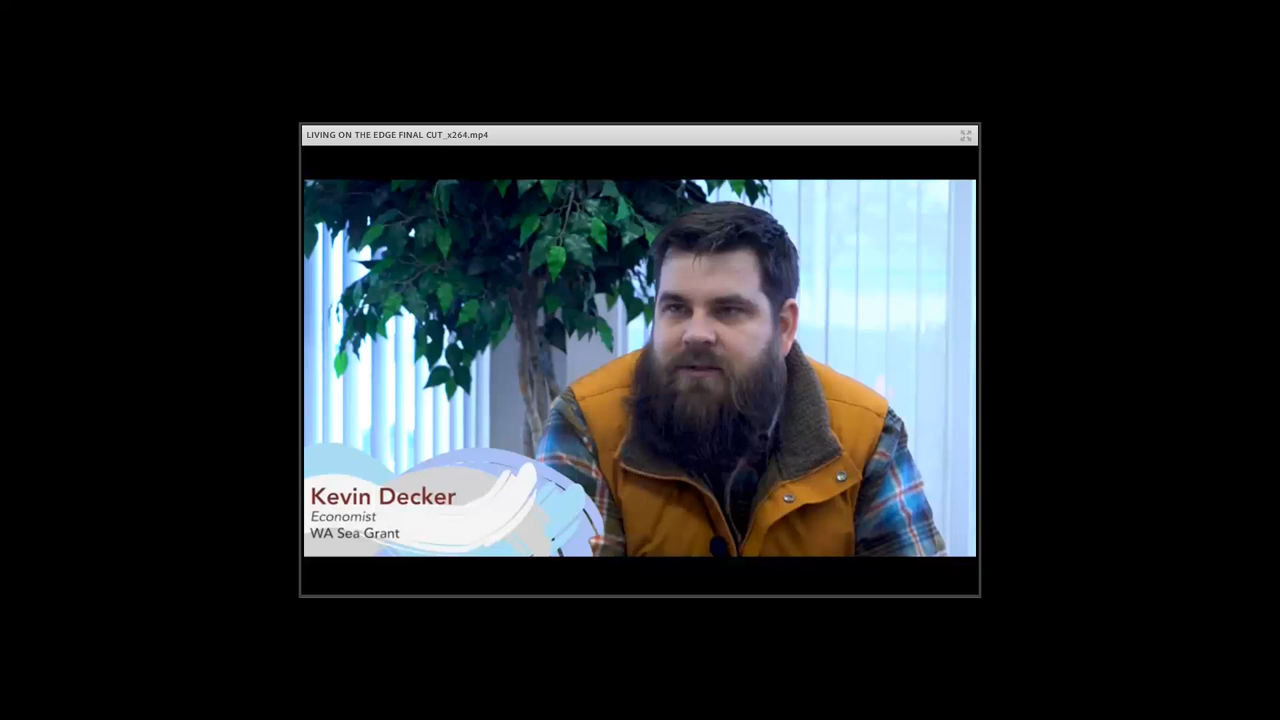 LIVING ON THE EDGE FINAL CUT_x264.mp4
Kevin Decker
Economist
WA Sea Grant